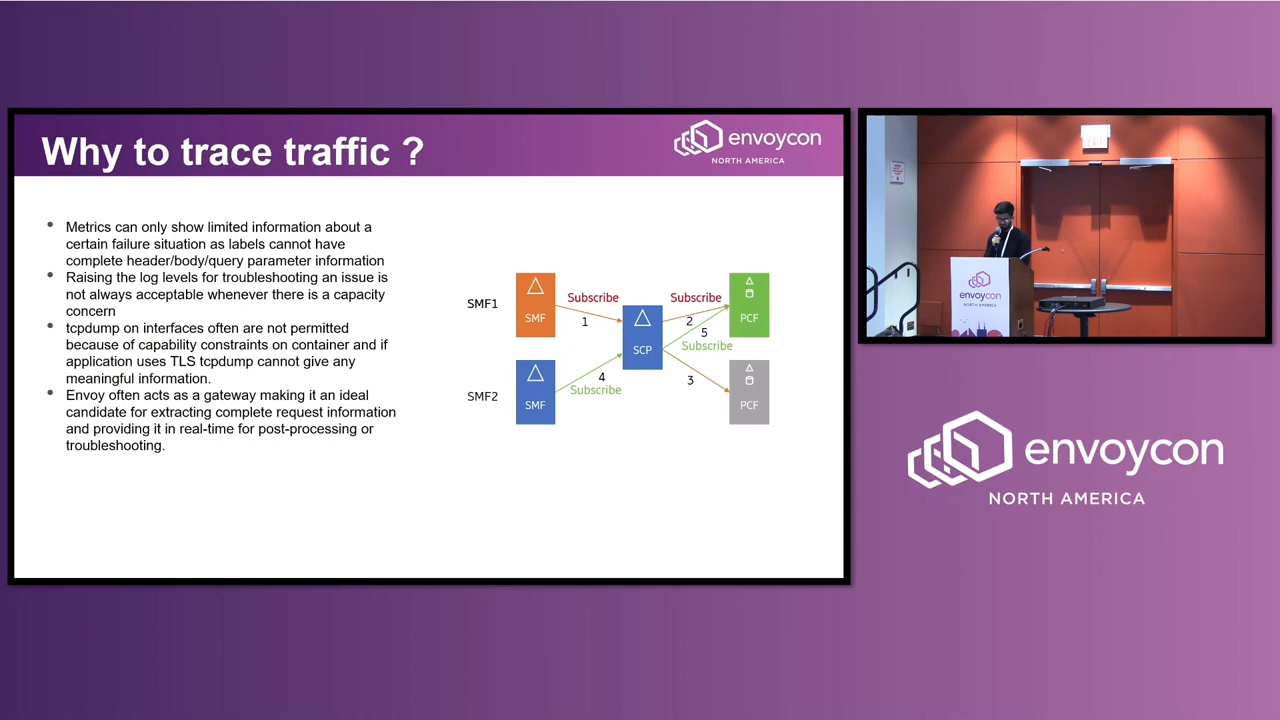 Why to trace traffic ?
envoycon
NORTH AMERICA
Metrics can only show limited information about a
certain failure situation as labels cannot have
complete header/body/query parameter information
Raising the log levels for troubleshooting an issue is
not always acceptable whenever there is a capacity
concern
tcpdump on interfaces often are not permitted
because of capability constraints on container and if
application uses TLS tcpdump cannot give any
meaningful information.
Envoy often acts as a gateway making it an ideal
candidate for extracting complete request information
and providing it in real-time for post-processing or
troubleshooting.
SMF1
SMF
Subscribe
1
SCP
Subscribe
2
5
Subscribe
PCF
SMF2
SMF
4
Subscribe
3
PCF
envoycon
NORTH AMERICA
envoycon
NORTH AMERICA